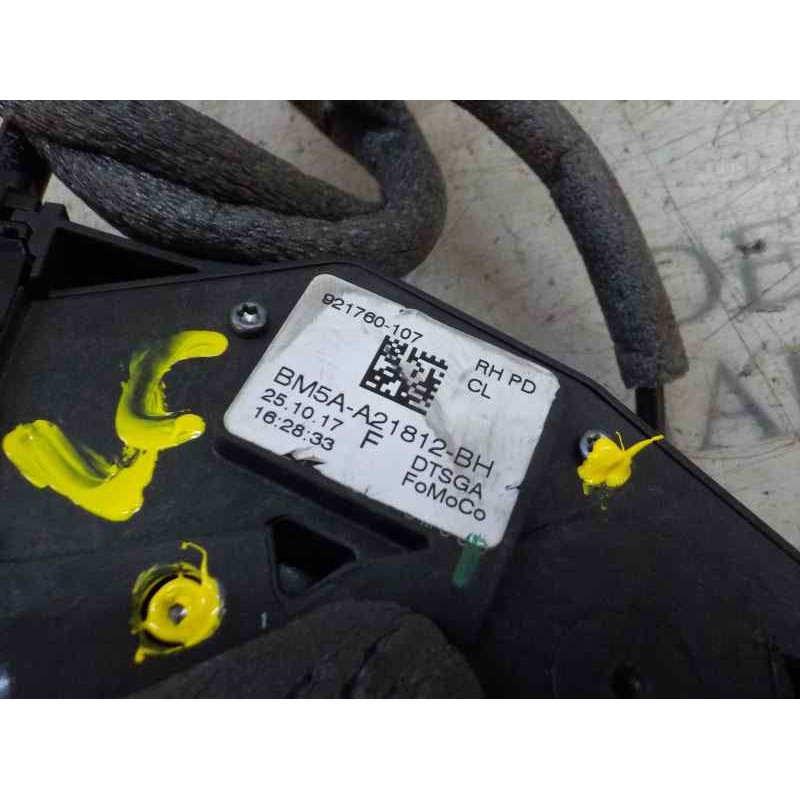 921760-107
RH PD
CL
BM5A-A21812-BH
25.10.17 F
16:28:33
DTSGA
FoMoCo